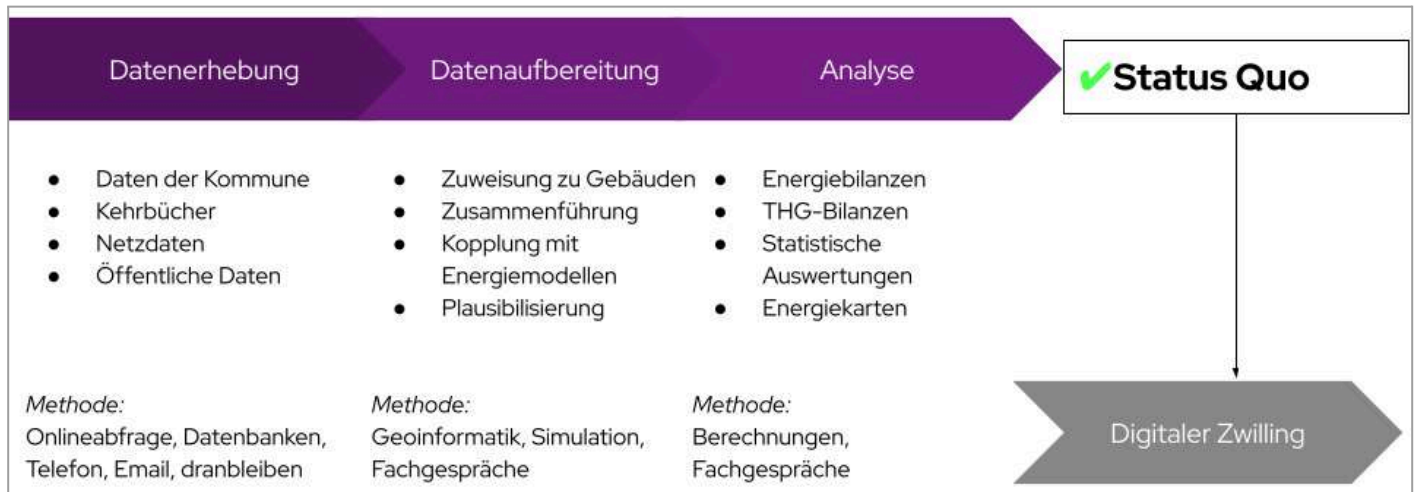 Datenerhebung
Datenaufbereitung
Analyse
✔Status Quo
● Daten der Kommune
● Kehrbücher
● Netzdaten
● Öffentliche Daten
● Zuweisung zu Gebäuden
● Zusammenführung
● Kopplung mit
Energiemodellen
● Plausibilisierung
● Energiebilanzen
● THG-Bilanzen
● Statistische
Auswertungen
● Energiekarten
Methode:
Onlineabfrage, Datenbanken,
Telefon, Email, dranbleiben
Methode:
Geoinformatik, Simulation,
Fachgespräche
Methode:
Berechnungen,
Fachgespräche
Digitaler Zwilling